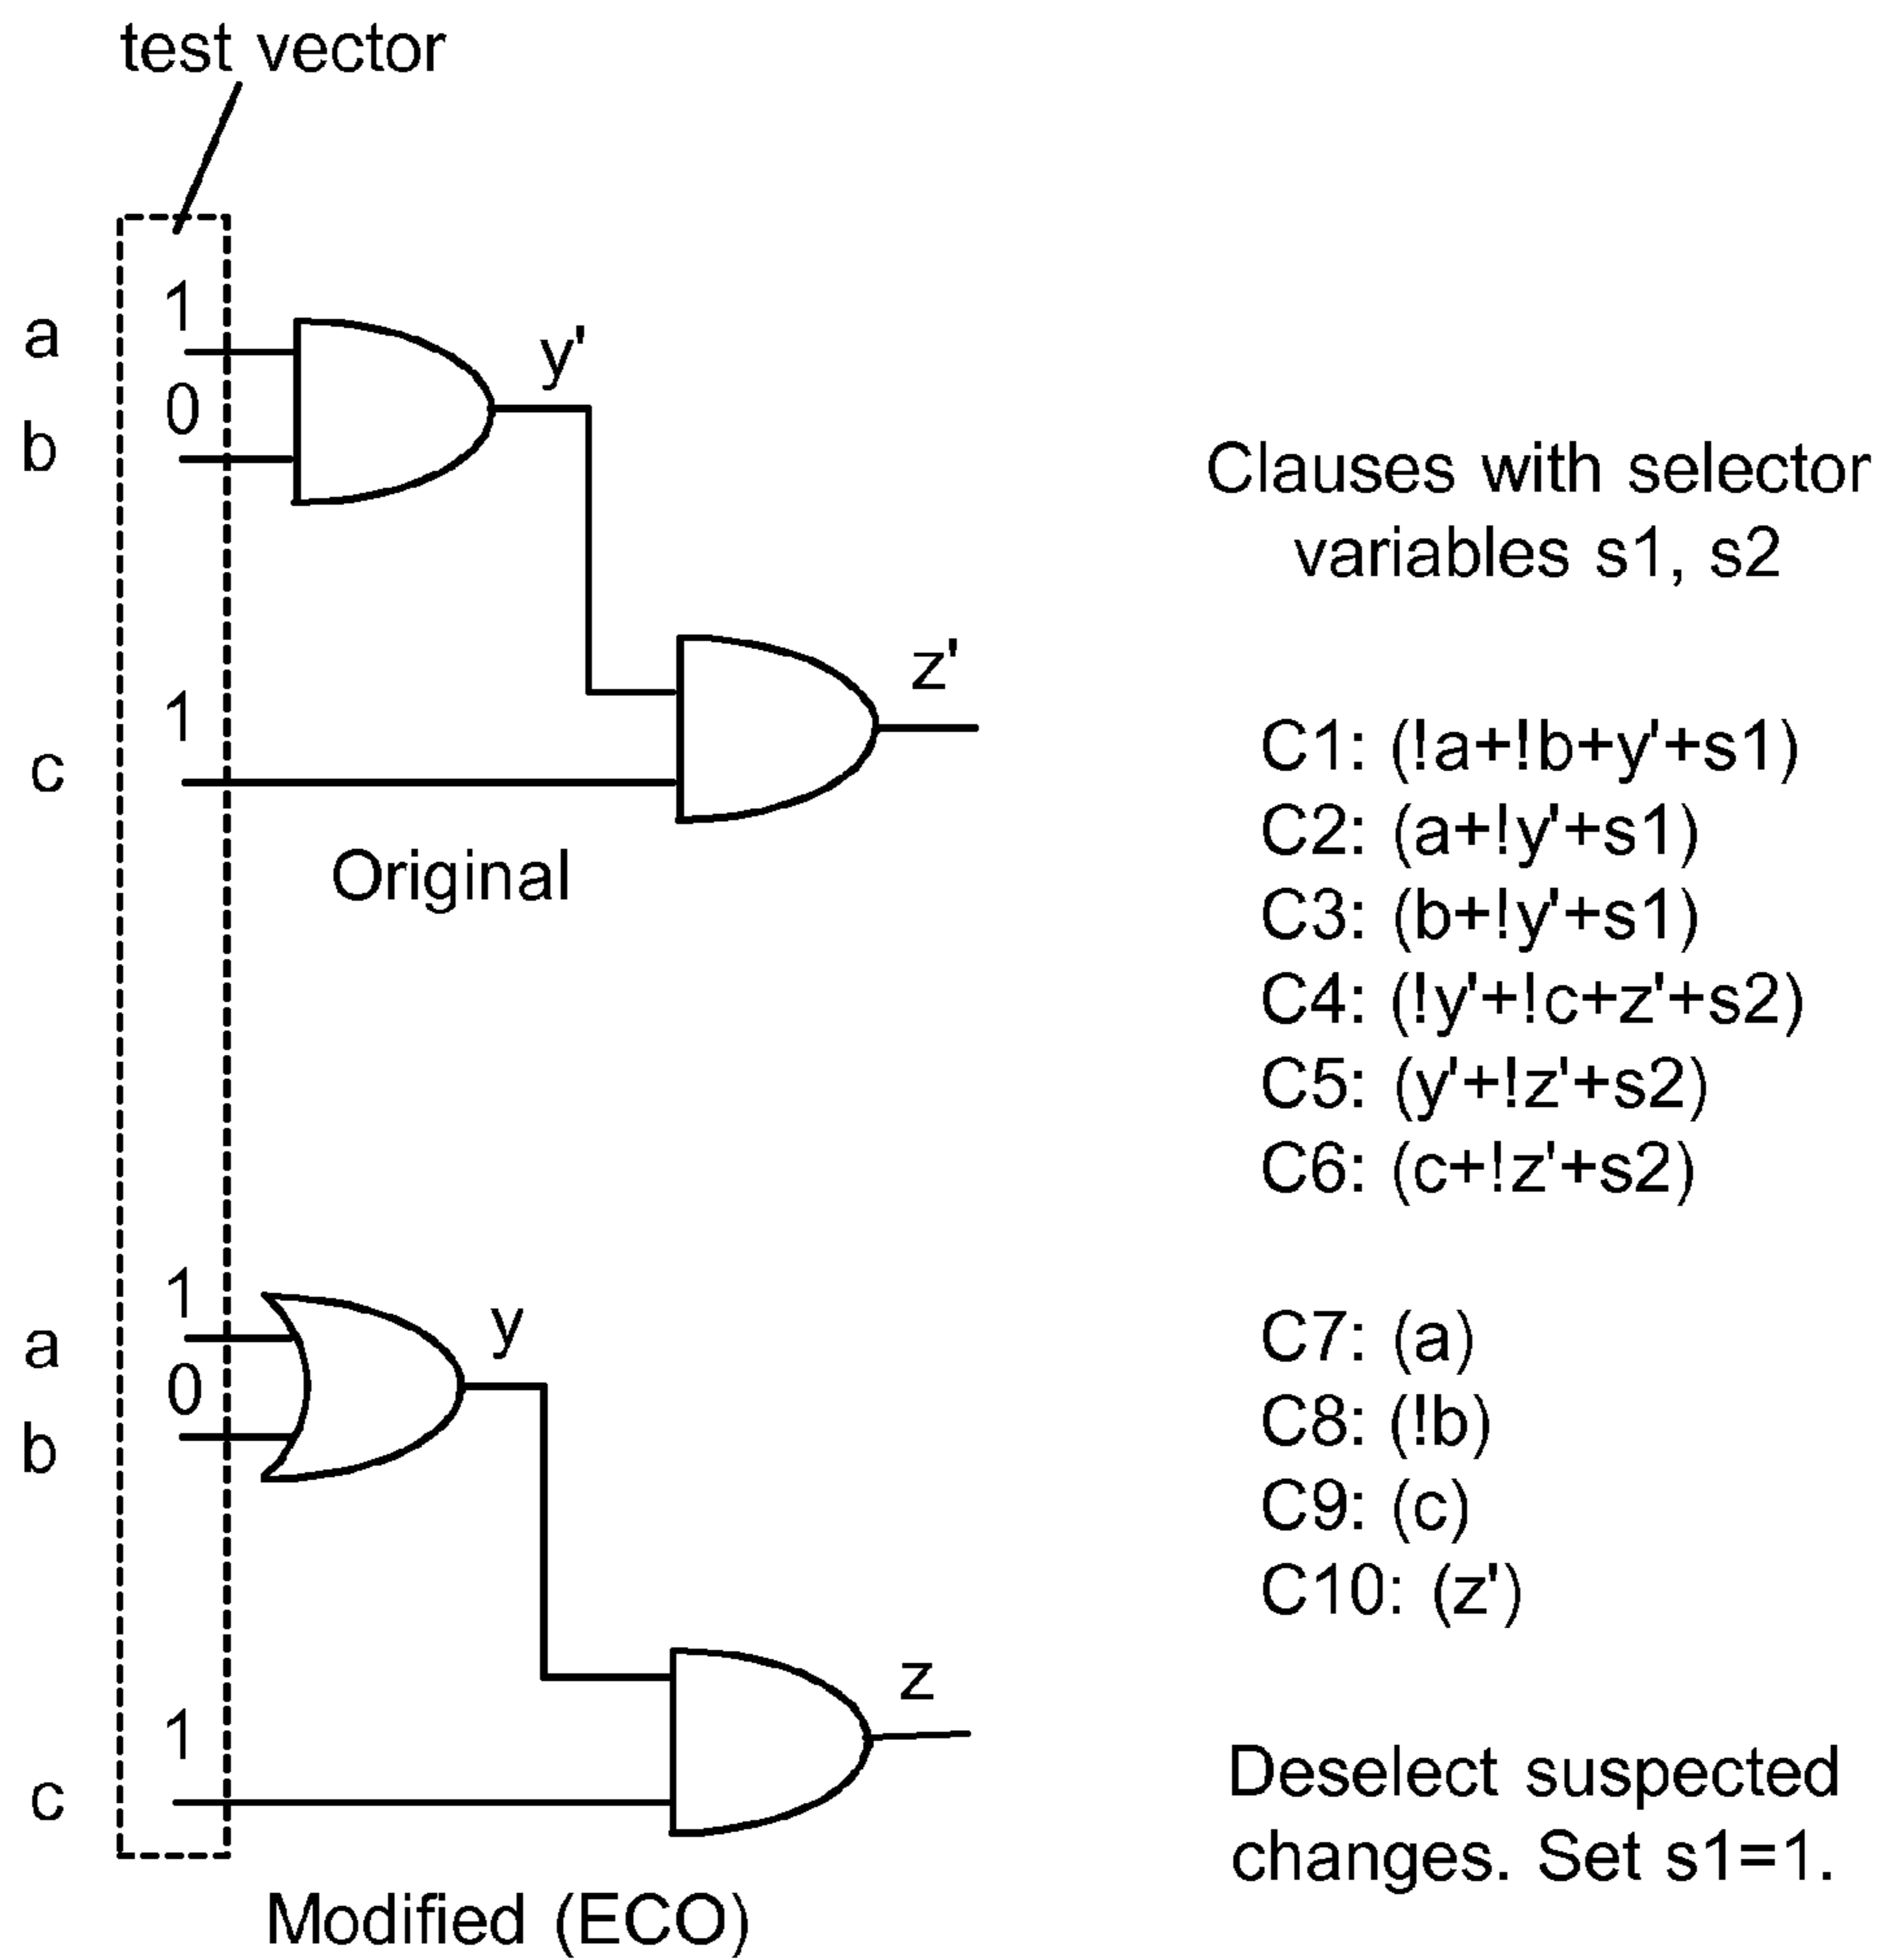 test vector
1
a
y'
0
b
Clauses with selector
variables s1, s2
z'
1
c
C1: (!a+!b+y'+s1)
C2: (a+!y'+s1)
Original
C3: (b+!y'+s1)
C4: (!y'+!c+z'+s2)
C5: (y'+!z'+s2)
C6: (c+!z'+s2)
1
y
a
C7: (a)
0
b
C8: (!b)
C9: (c)
C10: (z')
z
1
c
Deselect suspected
changes. Set s1=1.
Modified (ECO)